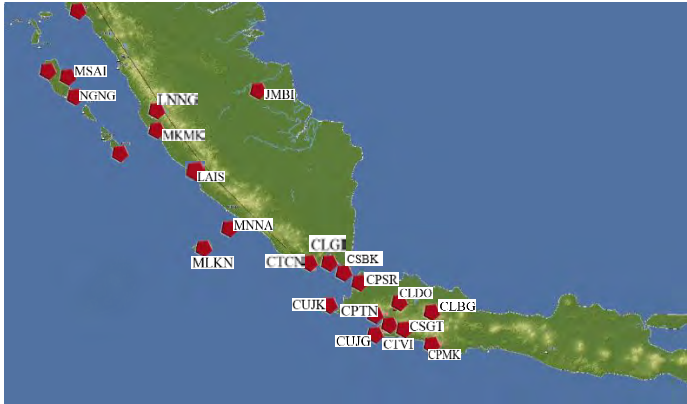 MSAI
NGNG
LNNG
JMBI
MKMK
LAIS
MNNA
MLKN
CTCN
CSBK
CPSR
CUJK
CLDO
CPTN
CLBG
CSGT
CUJG
CTVI
CPMK